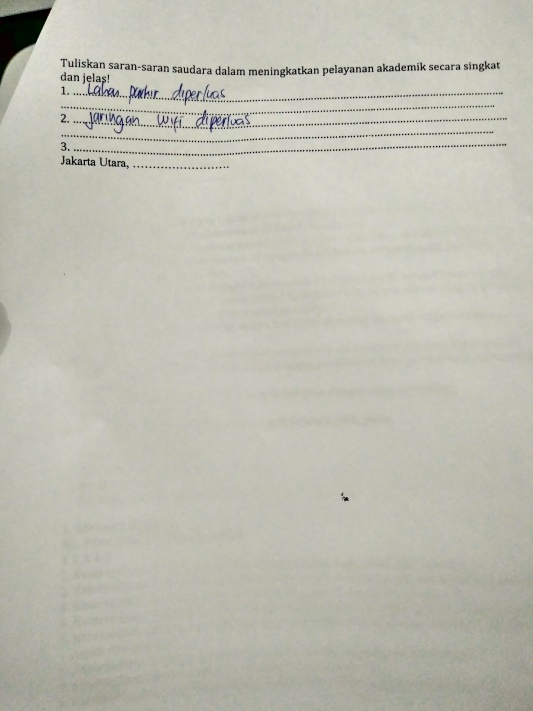 Tuliskan saran-saran saudara dalam meningkatkan pelayanan akademik secara singkat
dan jelas!
1. Lahan parkir diperluas
2. Jaringan wifi diperluas
3.
Jakarta Utara,